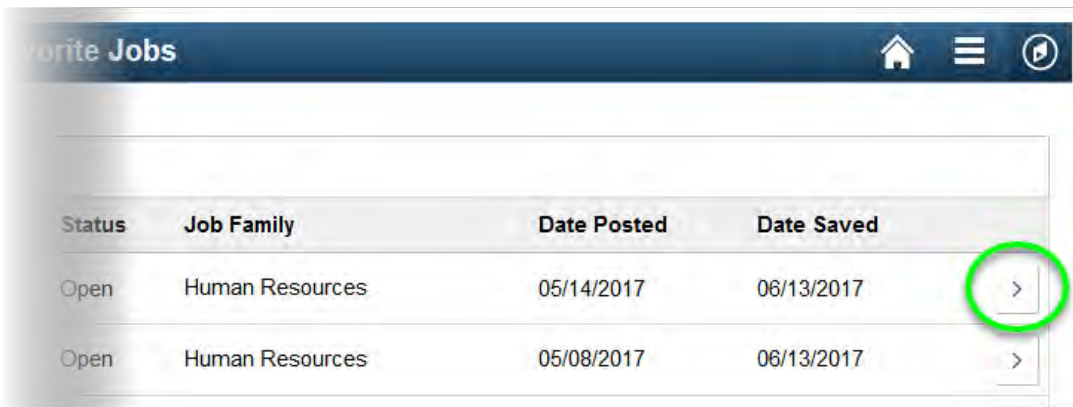 vorite Jobs
Status Job Family Date Posted Date Saved
Open Human Resources 05/14/2017 06/13/2017 >
Open Human Resources 05/08/2017 06/13/2017 >